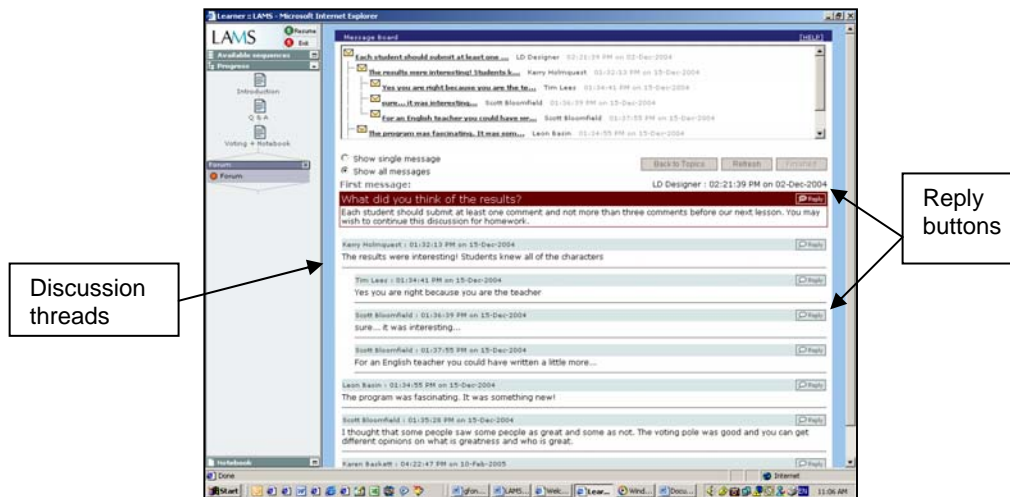 Learner :: LAMS - Microsoft Internet Explorer
LAMS
Resume
Exit
Available sequences
Progress
Introduction
Q & A
Voting + Notebook
Forum
Forum
Notebook
Message Board
[HELP]
Each student should submit at least one ... LD Designer 02:21:39 PM on 02-Dec-2004
The results were interesting! Students k... Kerry Holmquest 01:32:13 PM on 15-Dec-2004
Yes you are right because you are the te... Tim Leez 01:34:41 PM on 15-Dec-2004
sure... it was interesting... Scott Bloomfield 01:36:39 PM on 15-Dec-2004
For an English teacher you could have wr... Scott Bloomfield 01:37:55 PM on 15-Dec-2004
The program was fascinating. It was som... Leon Basin 01:34:55 PM on 15-Dec-2004
Show single message
Show all messages
Back to Topics Refresh Finished
First message: LD Designer : 02:21:39 PM on 02-Dec-2004
What did you think of the results? Reply
Each student should submit at least one comment and not more than three comments before our next lesson. You may
wish to continue this discussion for homework.
Kerry Holmquest : 01:32:13 PM on 15-Dec-2004 Reply
The results were interesting! Students knew all of the characters
Tim Leez : 01:34:41 PM on 15-Dec-2004 Reply
Yes you are right because you are the teacher
Scott Bloomfield : 01:36:39 PM on 15-Dec-2004 Reply
sure... it was interesting...
Scott Bloomfield : 01:37:55 PM on 15-Dec-2004 Reply
For an English teacher you could have written a little more...
Leon Basin : 01:34:55 PM on 15-Dec-2004 Reply
The program was fascinating. It was something new!
Scott Bloomfield : 01:35:28 PM on 15-Dec-2004 Reply
I thought that some people saw some people as great and some as not. The voting pole was good and you can get
different opinions on what is greatness and who is great.
Karen Baskett : 04:22:47 PM on 10-Feb-2005 Reply
Done
Internet
Start
gfon...
LAMS...
Welc...
Lear...
Wind...
Docu...
EN
11:06 AM
Discussion
threads
Reply
buttons